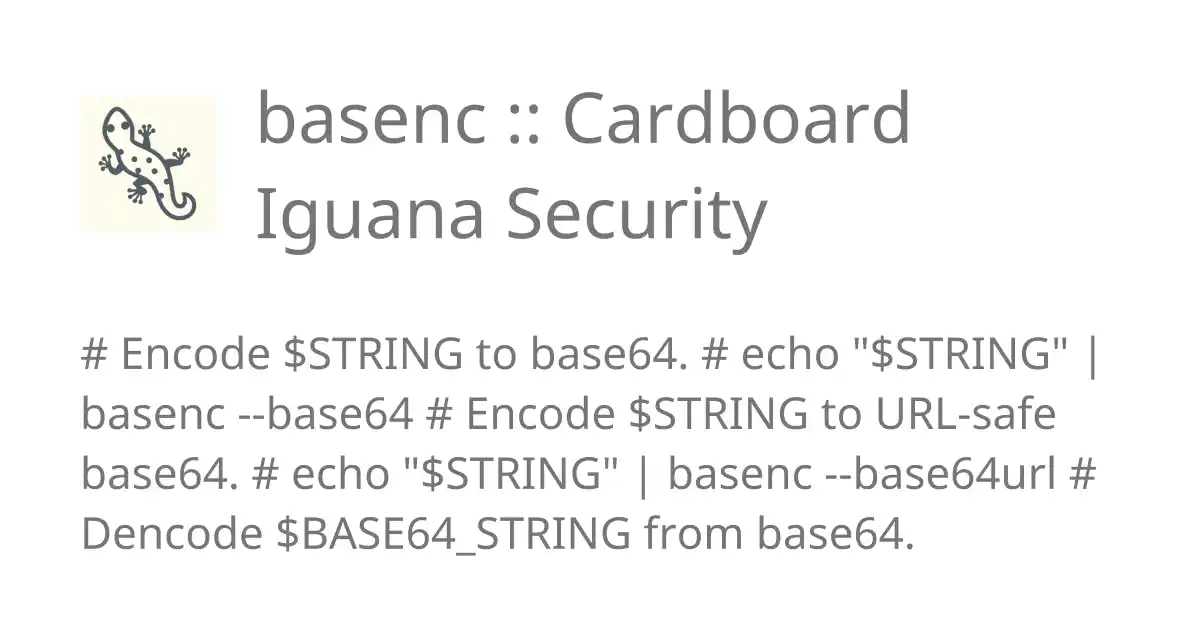 basenc :: Cardboard
Iguana Security
# Encode $STRING to base64. # echo "$STRING" |
basenc --base64 # Encode $STRING to URL-safe
base64. # echo "$STRING" | basenc --base64url #
Dencode $BASE64_STRING from base64.